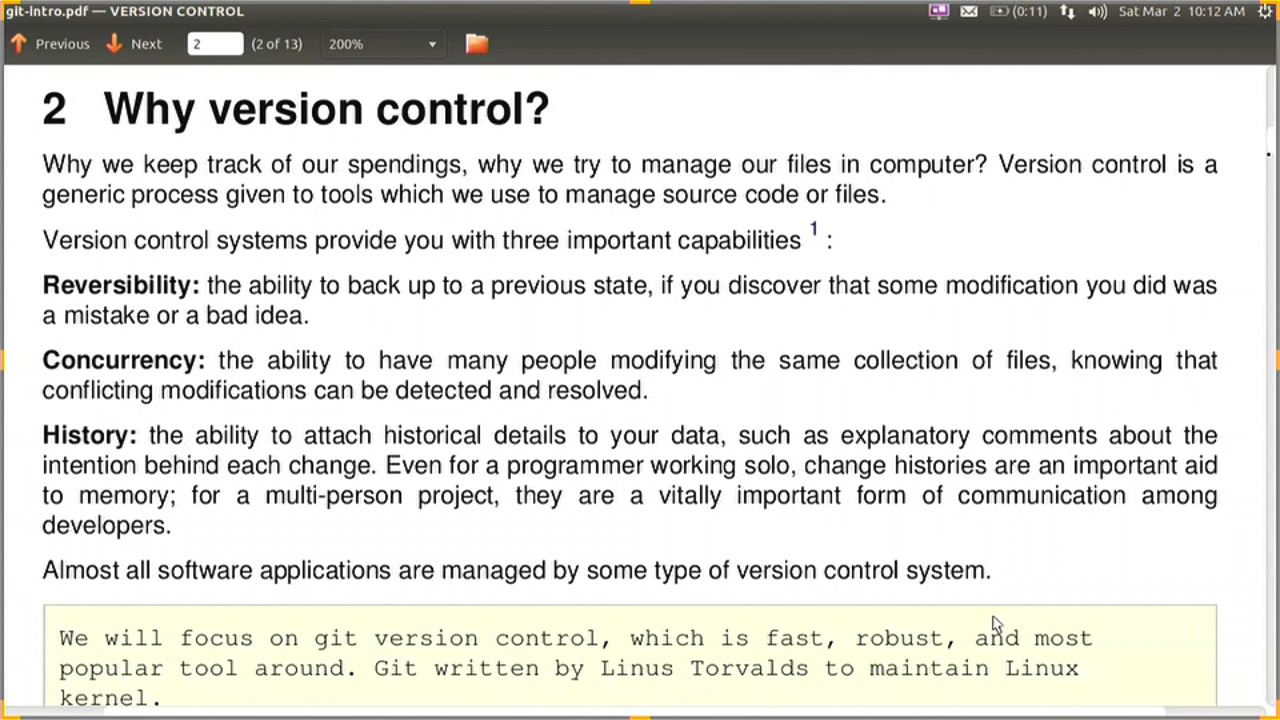 git-intro.pdf — VERSION CONTROL (0:11) Sat Mar 2 10:12 AM
Previous Next 2 (2 of 13) 200%
2 Why version control?
Why we keep track of our spendings, why we try to manage our files in computer? Version control is a
generic process given to tools which we use to manage source code or files.
Version control systems provide you with three important capabilities 1 :
Reversibility: the ability to back up to a previous state, if you discover that some modification you did was
a mistake or a bad idea.
Concurrency: the ability to have many people modifying the same collection of files, knowing that
conflicting modifications can be detected and resolved.
History: the ability to attach historical details to your data, such as explanatory comments about the
intention behind each change. Even for a programmer working solo, change histories are an important aid
to memory; for a multi-person project, they are a vitally important form of communication among
developers.
Almost all software applications are managed by some type of version control system.
We will focus on git version control, which is fast, robust, and most
popular tool around. Git written by Linus Torvalds to maintain Linux
kernel.